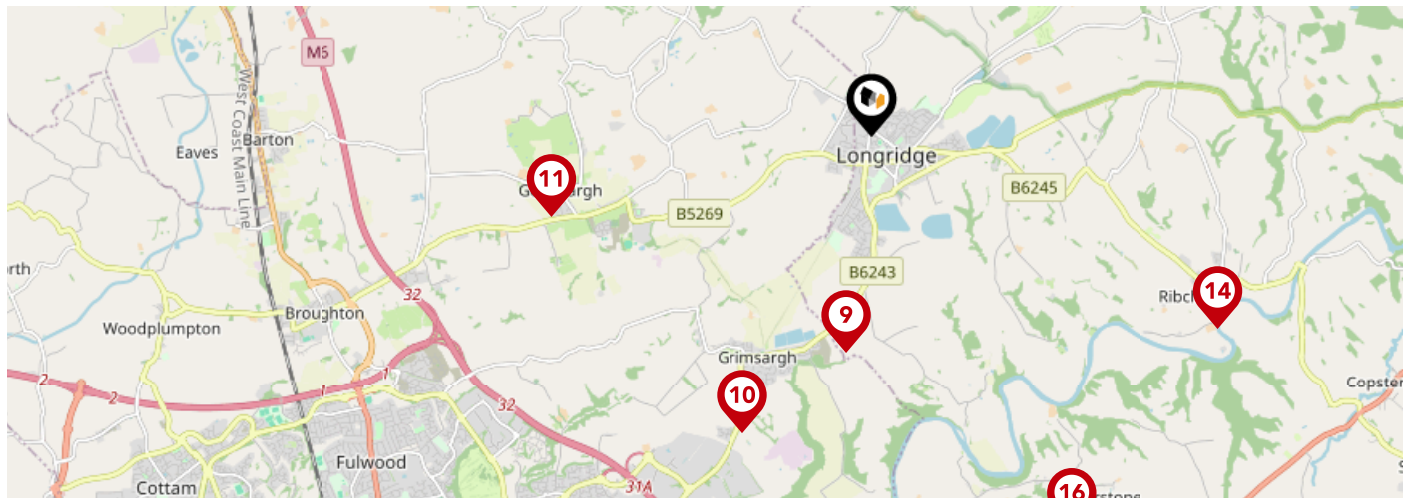 M6
West Coast Main Line
Barton
Eaves
Longridge
11
B5269
B6245
B6243
32
Broughton
Woodplumpton
9
14
Grimsargh
10
2
2
1
1
32
Fulwood
Cottam
31A
16